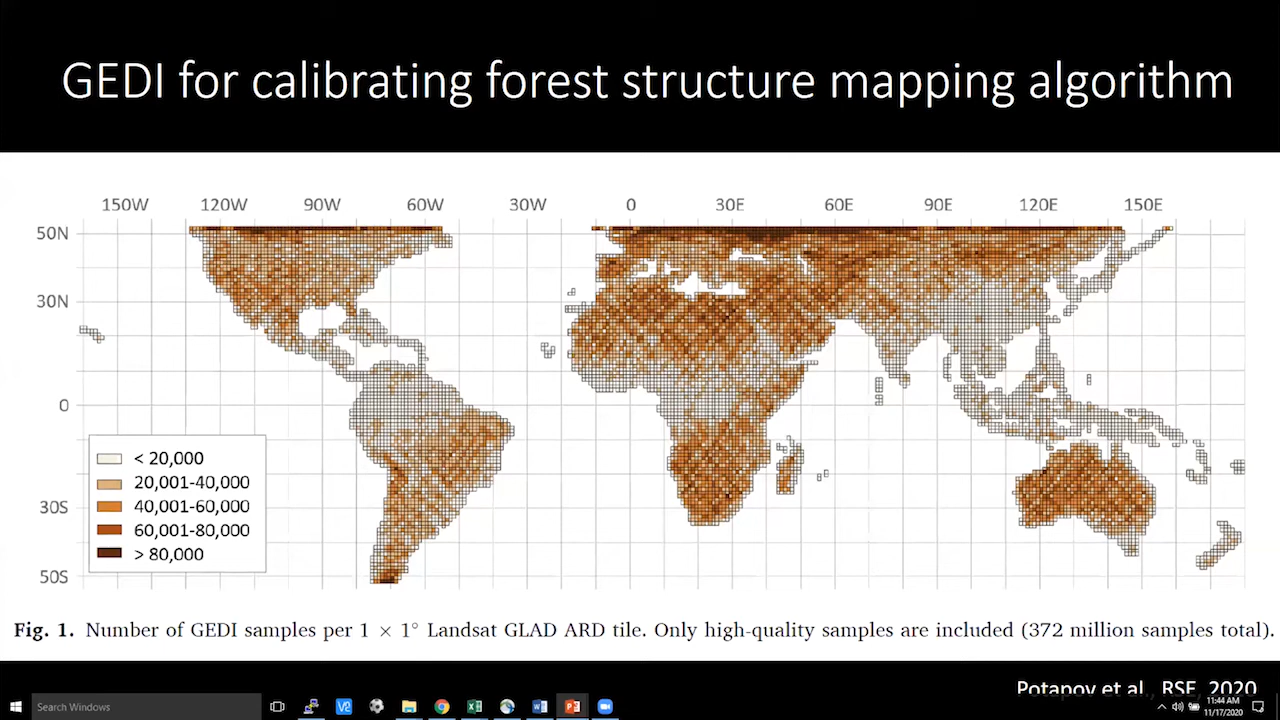 GEDI for calibrating forest structure mapping algorithm
150W 120W 90W 60W 30W 0 30E 60E 90E 120E 150E
50N
30N
0
30S
50S
< 20,000
20,001-40,000
40,001-60,000
60,001-80,000
> 80,000
Fig. 1. Number of GEDI samples per 1 × 1° Landsat GLAD ARD tile. Only high-quality samples are included (372 million samples total).
Potapov et al., RSE, 2020
Search Windows
11:44 AM
11/17/2020